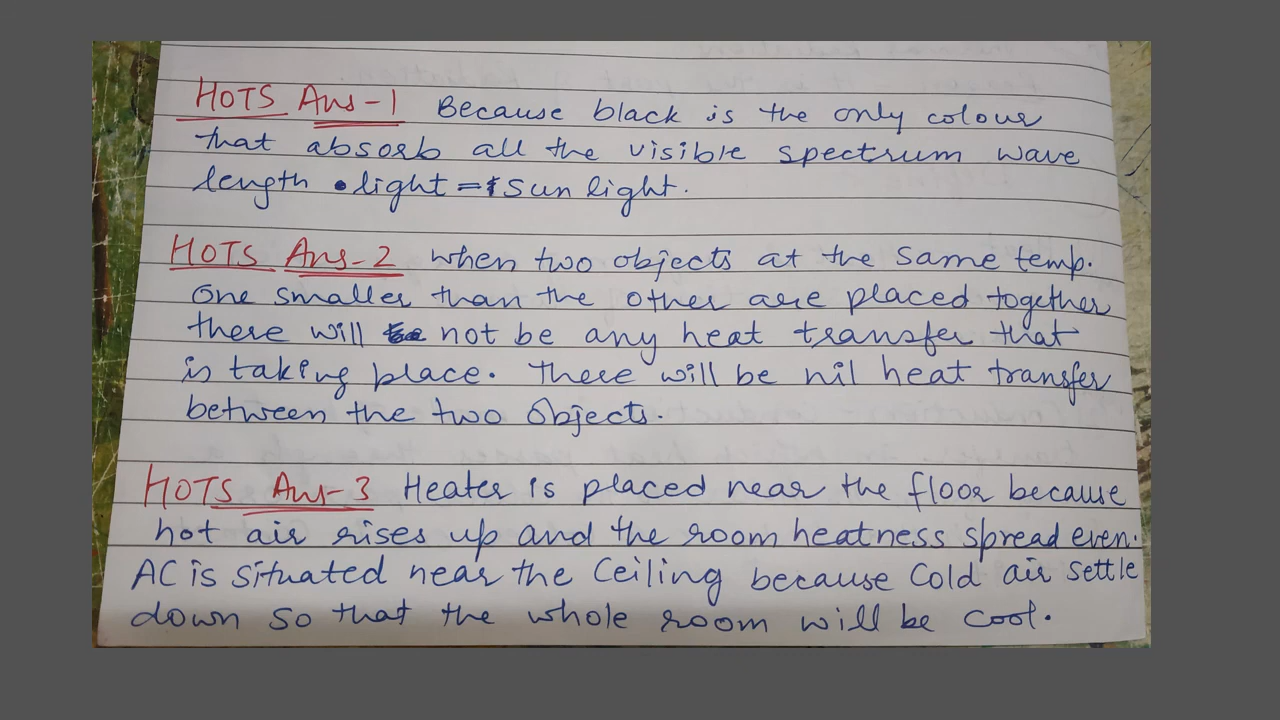 HOTS Ans-1 Because black is the only colour
that absorb all the visible spectrum wave
length light = sun light.
HOTS Ans-2 when two objects at the same temp.
One smaller than the other are placed together
there will not be any heat transfer that
is taking place. There will be nil heat transfer
between the two objects.
HOTS Ans-3 Heater is placed near the floor because
hot air rises up and the room heatness spread even.
AC is situated near the Ceiling because Cold air settle
down so that the whole room will be cool.